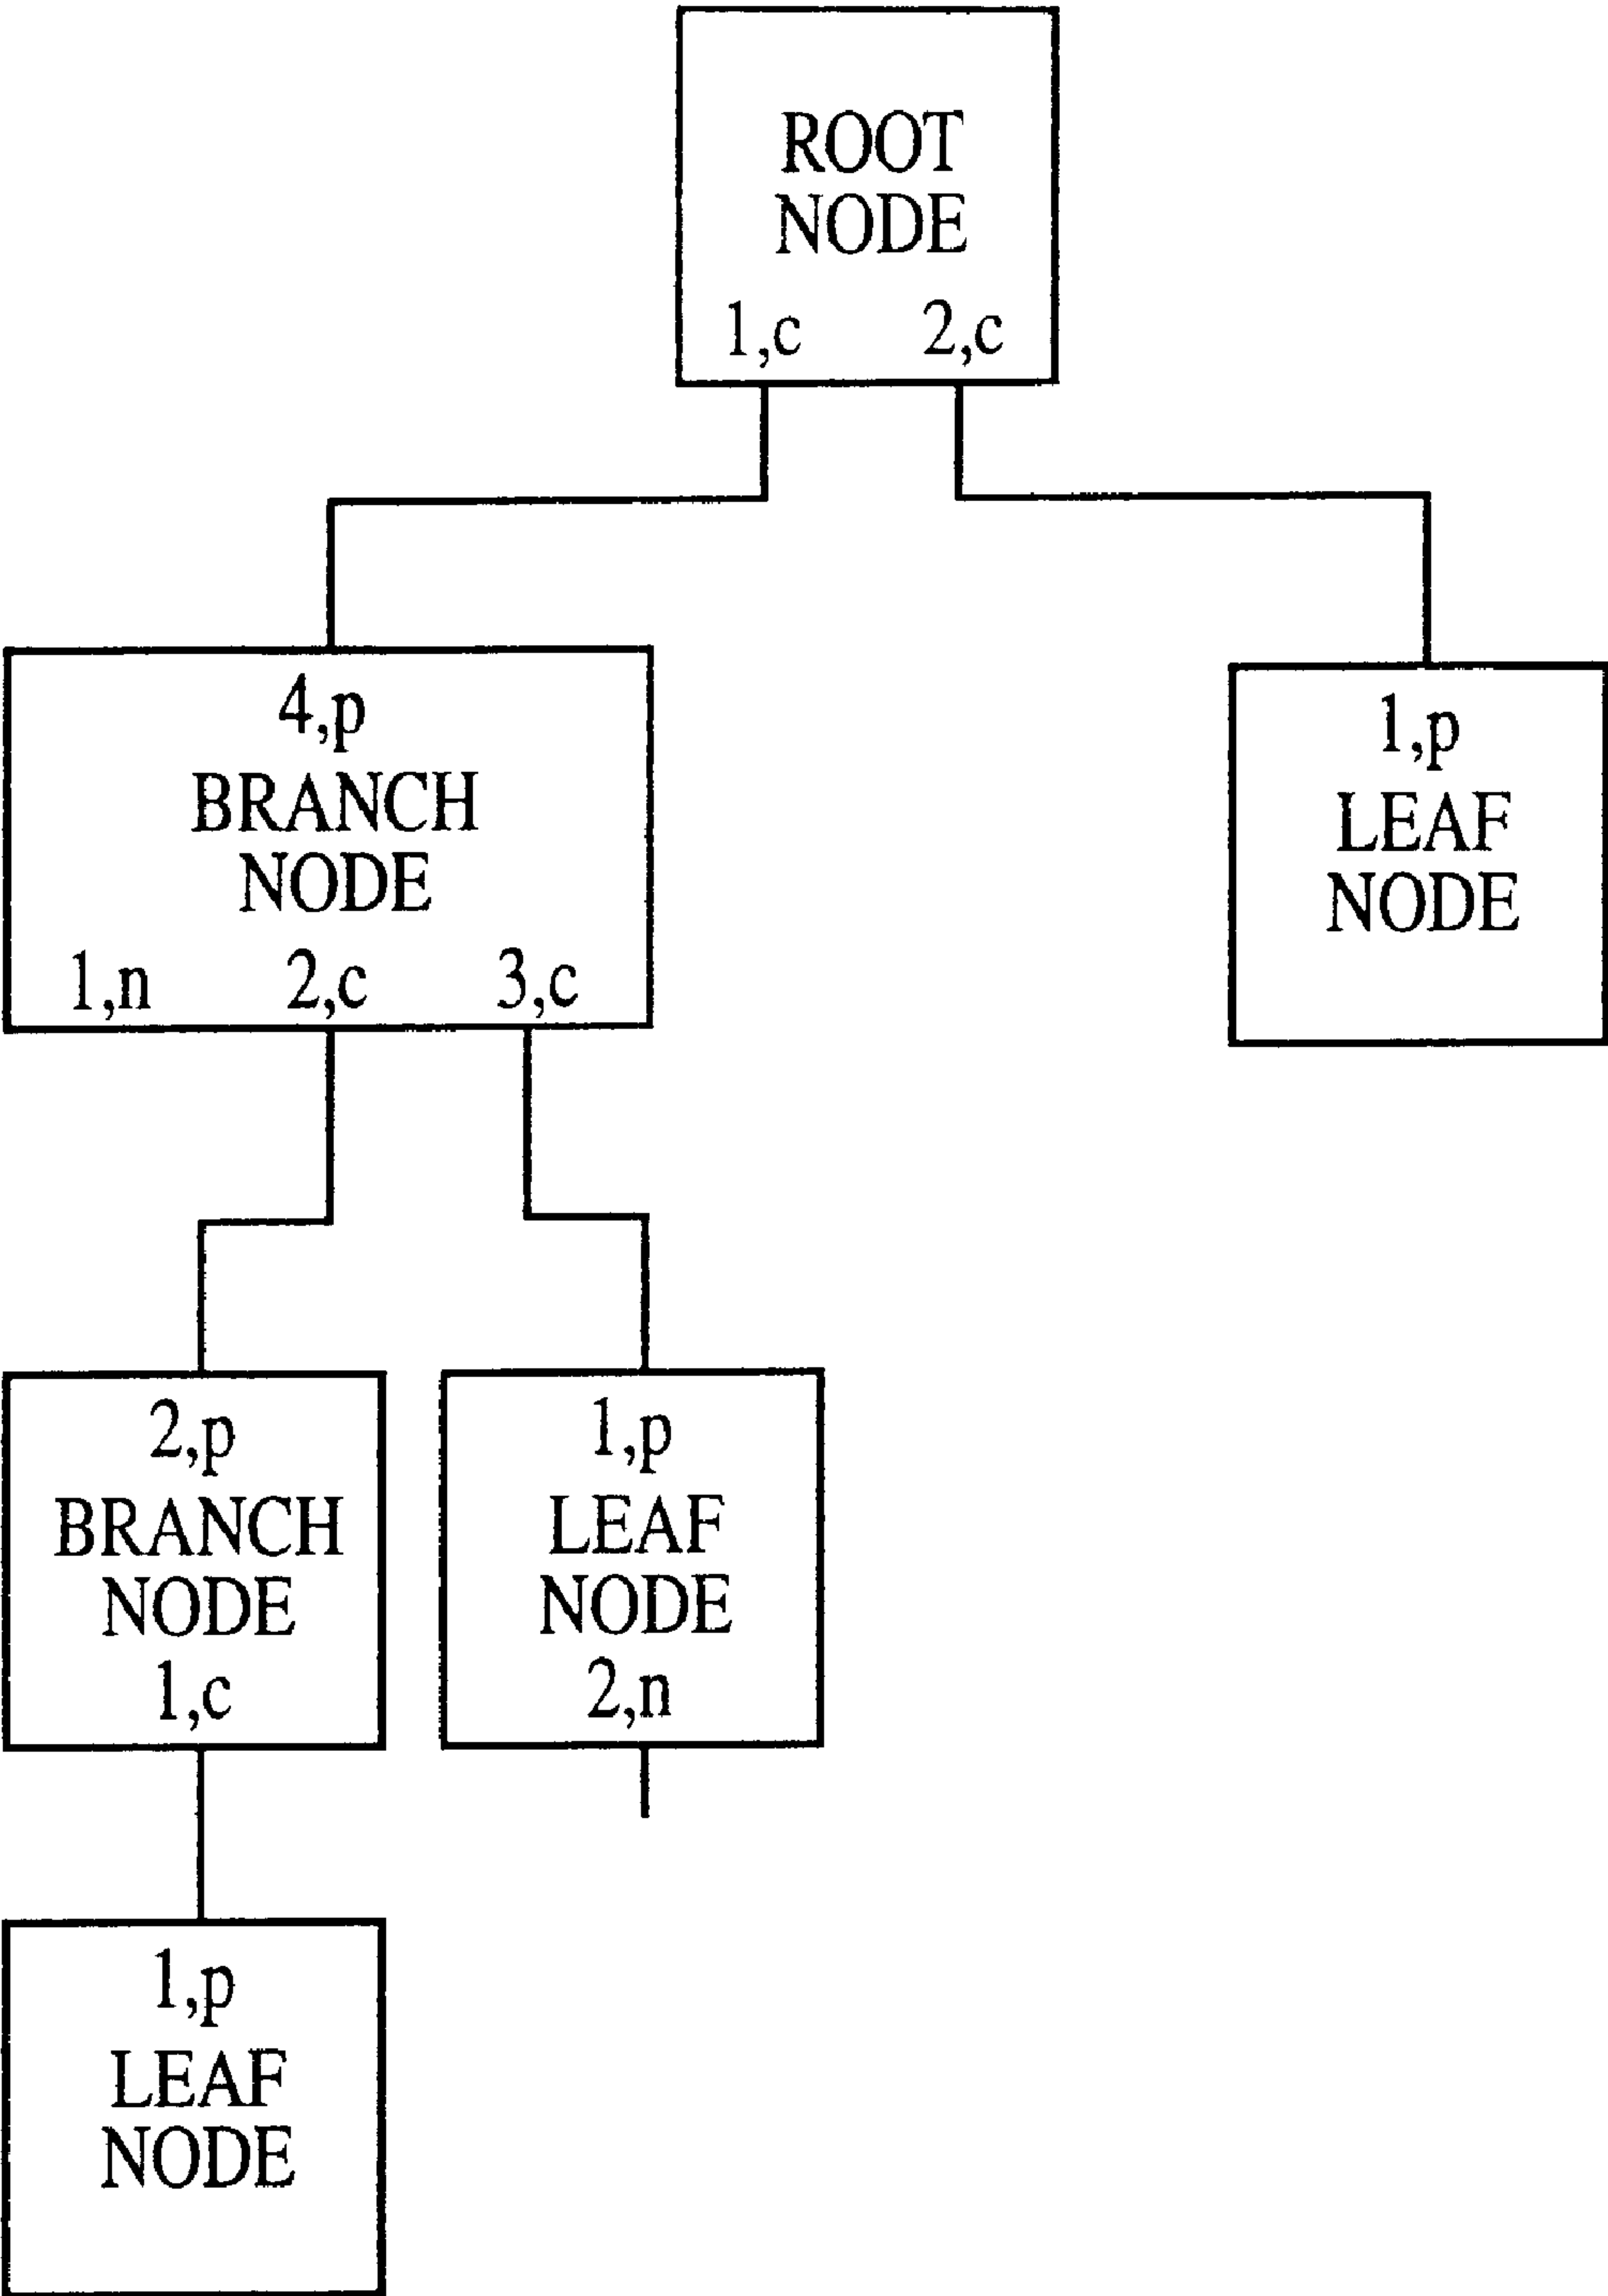 ROOT
NODE
1,c 2,c
4,p
BRANCH
NODE
1,n 2,c 3,c
1,p
LEAF
NODE
2,p
BRANCH
NODE
1,c
1,p
LEAF
NODE
2,n
1,p
LEAF
NODE